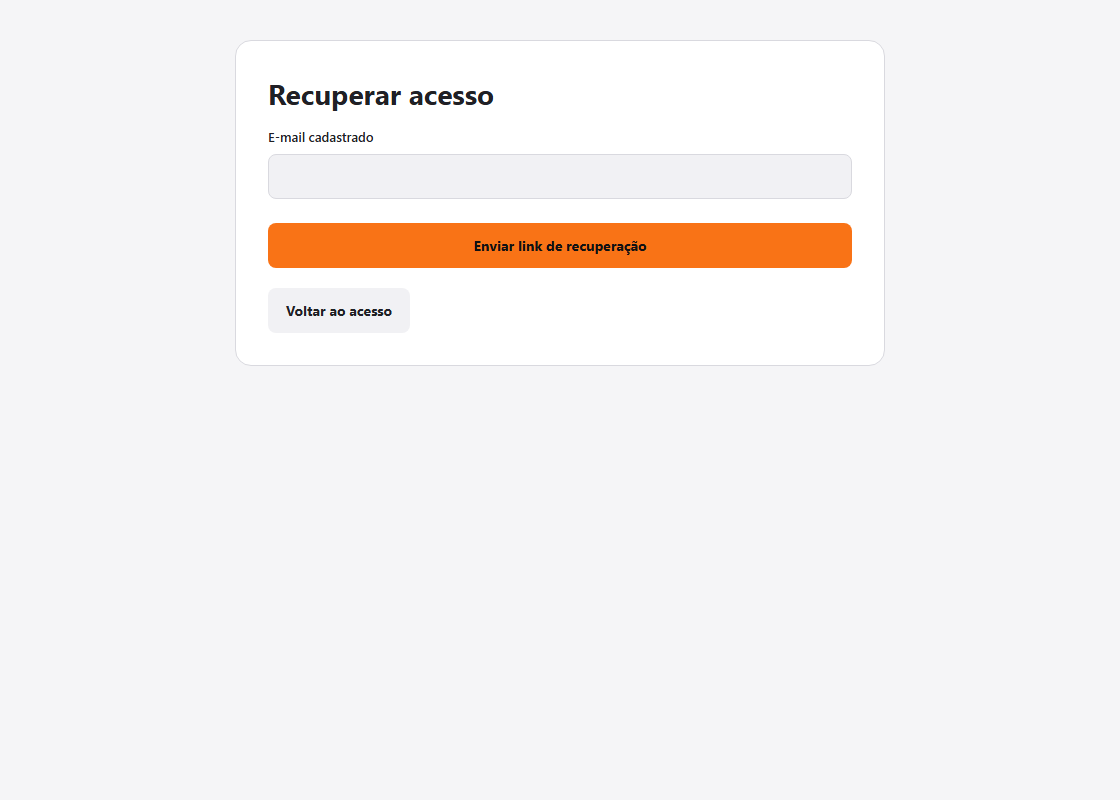 Recuperar acesso
E-mail cadastrado
Enviar link de recuperação
Voltar ao acesso